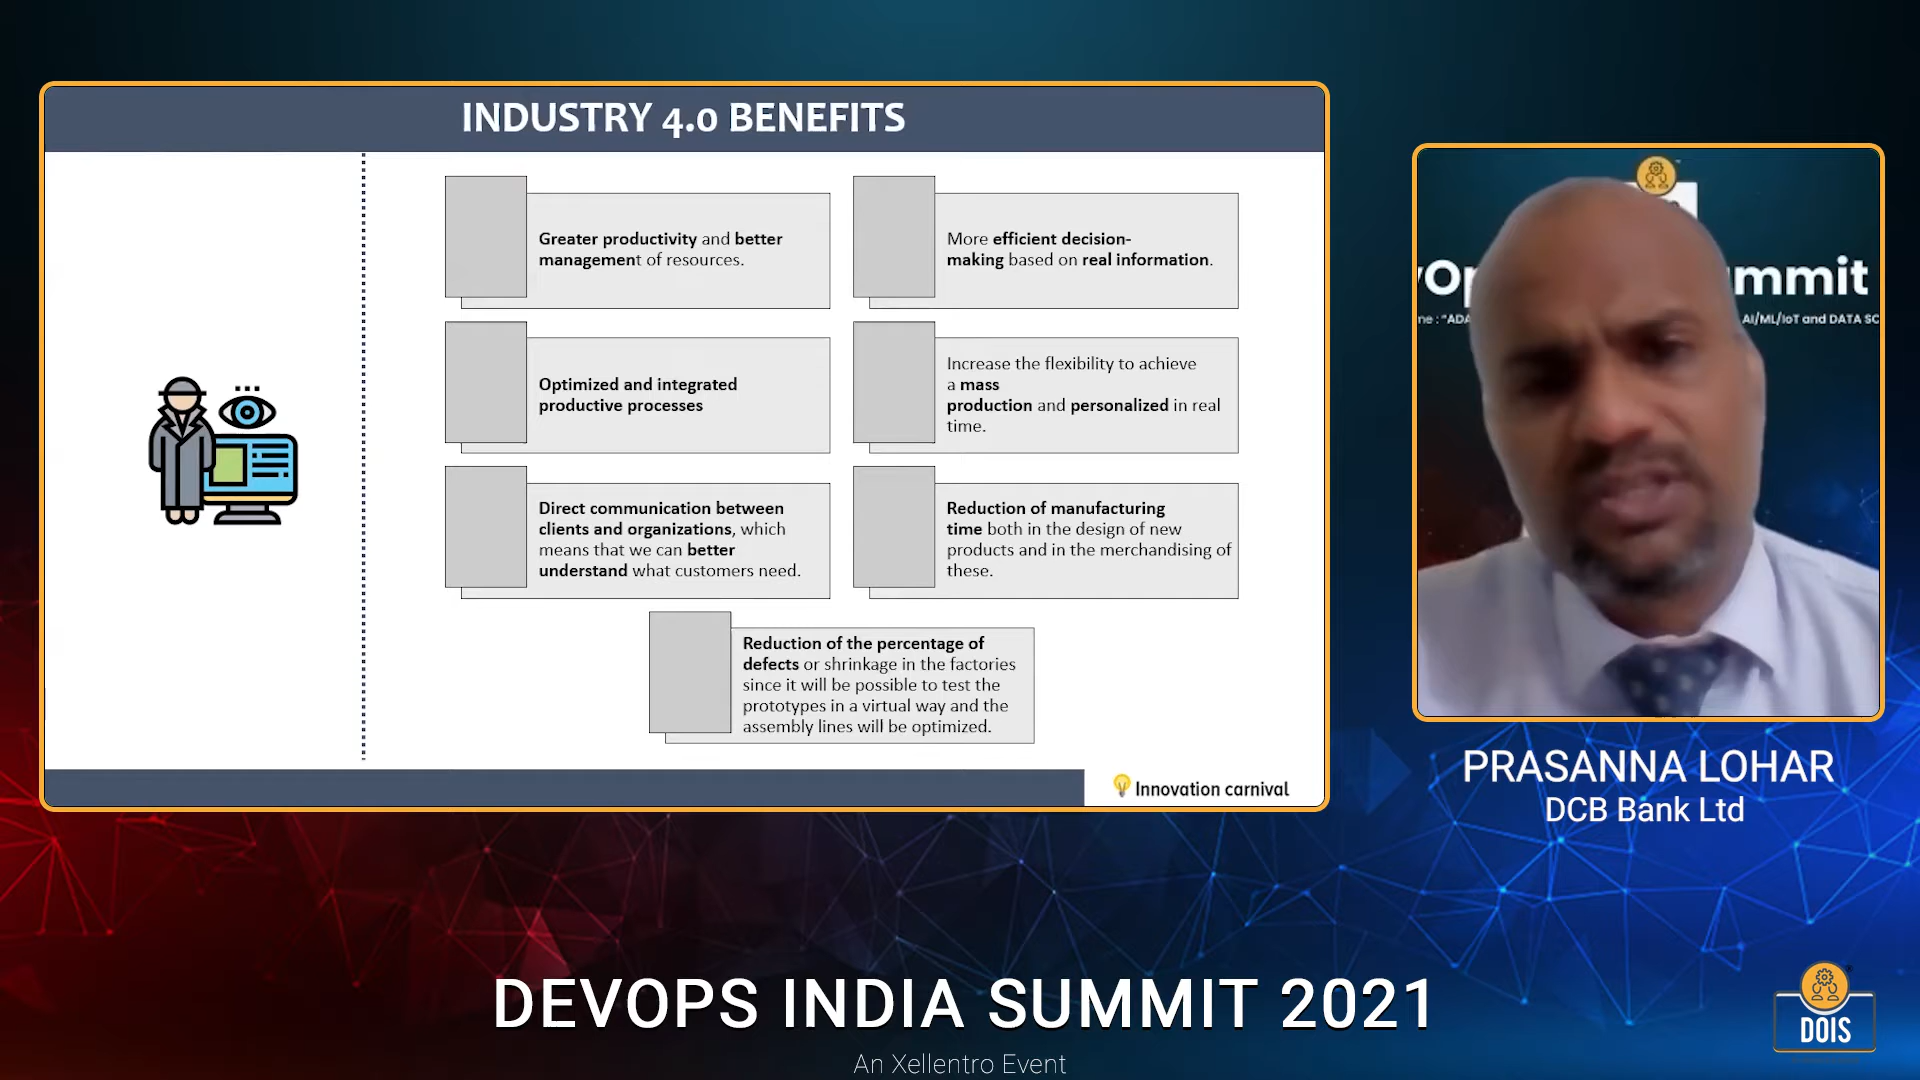 INDUSTRY 4.0 BENEFITS
Greater productivity and better
management of resources.
More efficient decision-
making based on real information.
Optimized and integrated
productive processes
Increase the flexibility to achieve
a mass
production and personalized in real
time.
Direct communication between
clients and organizations, which
means that we can better
understand what customers need.
Reduction of manufacturing
time both in the design of new
products and in the merchandising of
these.
Reduction of the percentage of
defects or shrinkage in the factories
since it will be possible to test the
prototypes in a virtual way and the
assembly lines will be optimized.
Innovation carnival
mmit
AI/ML/IoT and DATA SC
PRASANNA LOHAR
DCB Bank Ltd
DEVOPS INDIA SUMMIT 2021
An Xellentro Event
DOIS